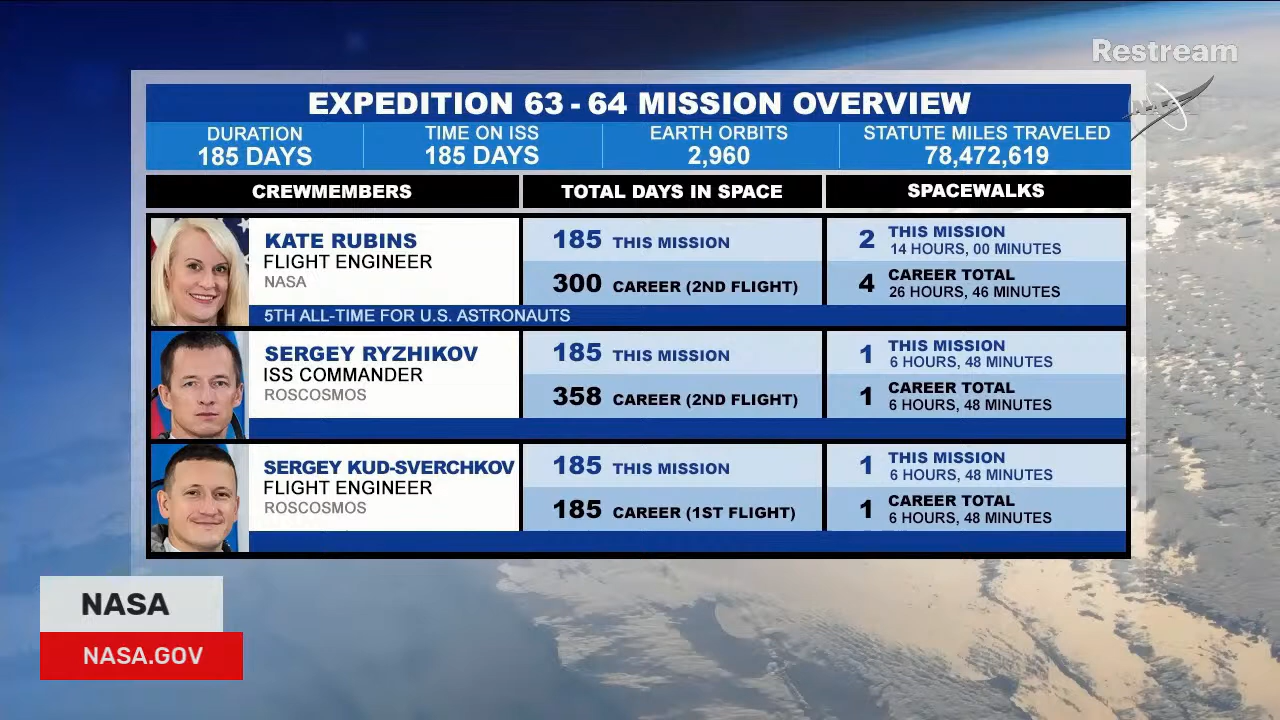 Restream
EXPEDITION 63 - 64 MISSION OVERVIEW
DURATION
185 DAYS
TIME ON ISS
185 DAYS
EARTH ORBITS
2,960
STATUTE MILES TRAVELED
78,472,619
CREWMEMBERS
TOTAL DAYS IN SPACE
SPACEWALKS
KATE RUBINS
FLIGHT ENGINEER
NASA
185 THIS MISSION
300 CAREER (2ND FLIGHT)
2 THIS MISSION
14 HOURS, 00 MINUTES
4 CAREER TOTAL
26 HOURS, 46 MINUTES
5TH ALL-TIME FOR U.S. ASTRONAUTS
SERGEY RYZHIKOV
ISS COMMANDER
ROSCOSMOS
185 THIS MISSION
358 CAREER (2ND FLIGHT)
1 THIS MISSION
6 HOURS, 48 MINUTES
1 CAREER TOTAL
6 HOURS, 48 MINUTES
SERGEY KUD-SVERCHKOV
FLIGHT ENGINEER
ROSCOSMOS
185 THIS MISSION
185 CAREER (1ST FLIGHT)
1 THIS MISSION
6 HOURS, 48 MINUTES
1 CAREER TOTAL
6 HOURS, 48 MINUTES
NASA
NASA.GOV